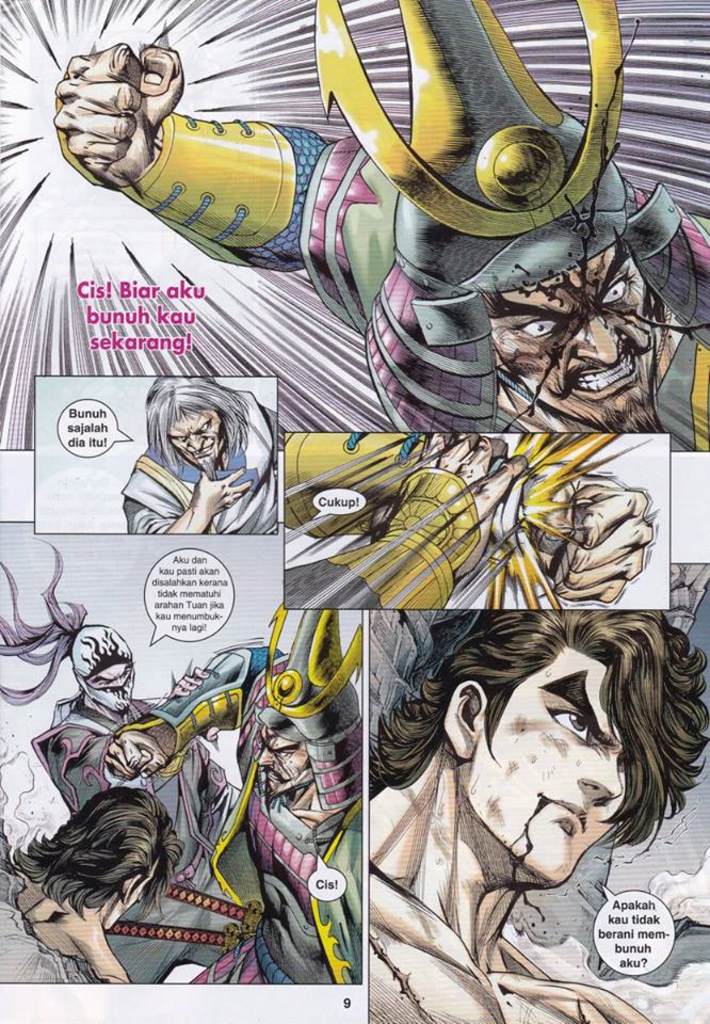 Cis! Biar aku
bunuh kau
sekarang!
Bunuh
sajalah
dia itu!
Cukup!
Aku dan
kau pasti akan
disalahkan kerana
tidak mematuhi
arahan Tuan jika
kau menumbuk-
nya lagi!
Cis!
Apakah
kau tidak
berani mem-
bunuh
aku?
9